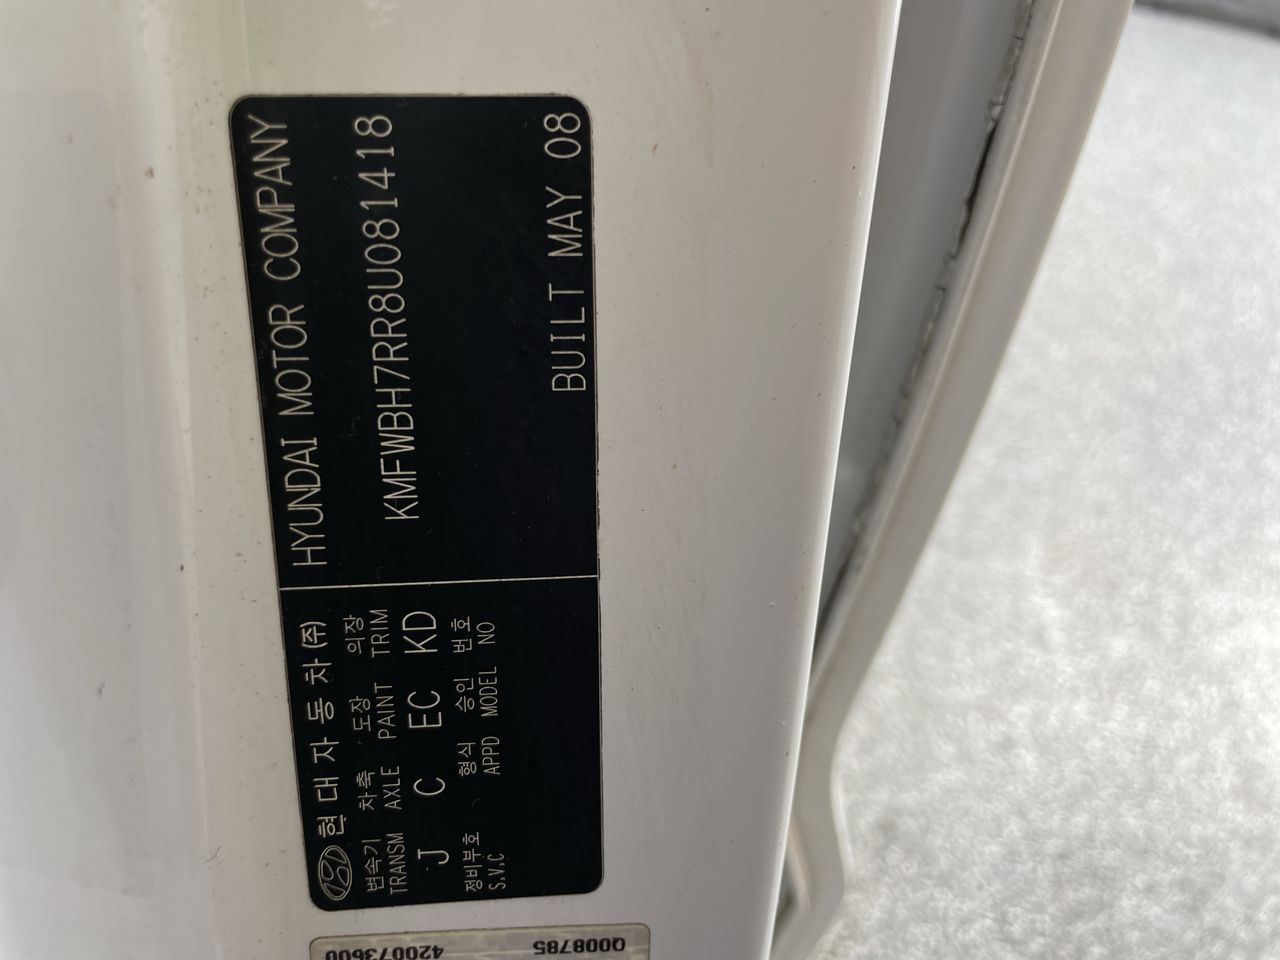 현대자동차(주)
변속기 차축 도장 의장
TRANSM AXLE PAINT TRIM
J C EC KD
정비부호 형식 승인 번호
S.V.C APPD MODEL NO
HYUNDAI MOTOR COMPANY
KMFWBH7RR8U081418
BUILT MAY 08
Q008785
420073600